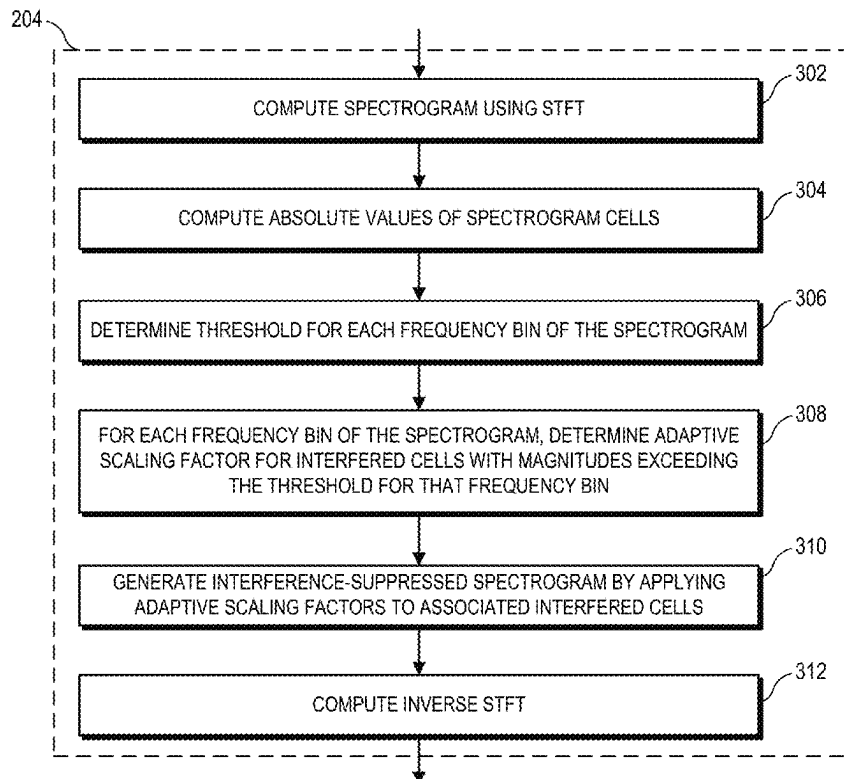 204
302
COMPUTE SPECTROGRAM USING STFT
304
COMPUTE ABSOLUTE VALUES OF SPECTROGRAM CELLS
306
DETERMINE THRESHOLD FOR EACH FREQUENCY BIN OF THE SPECTROGRAM
308
FOR EACH FREQUENCY BIN OF THE SPECTROGRAM, DETERMINE ADAPTIVE
SCALING FACTOR FOR INTERFERED CELLS WITH MAGNITUDES EXCEEDING
THE THRESHOLD FOR THAT FREQUENCY BIN
310
GENERATE INTERFERENCE-SUPPRESSED SPECTROGRAM BY APPLYING
ADAPTIVE SCALING FACTORS TO ASSOCIATED INTERFERED CELLS
312
COMPUTE INVERSE STFT